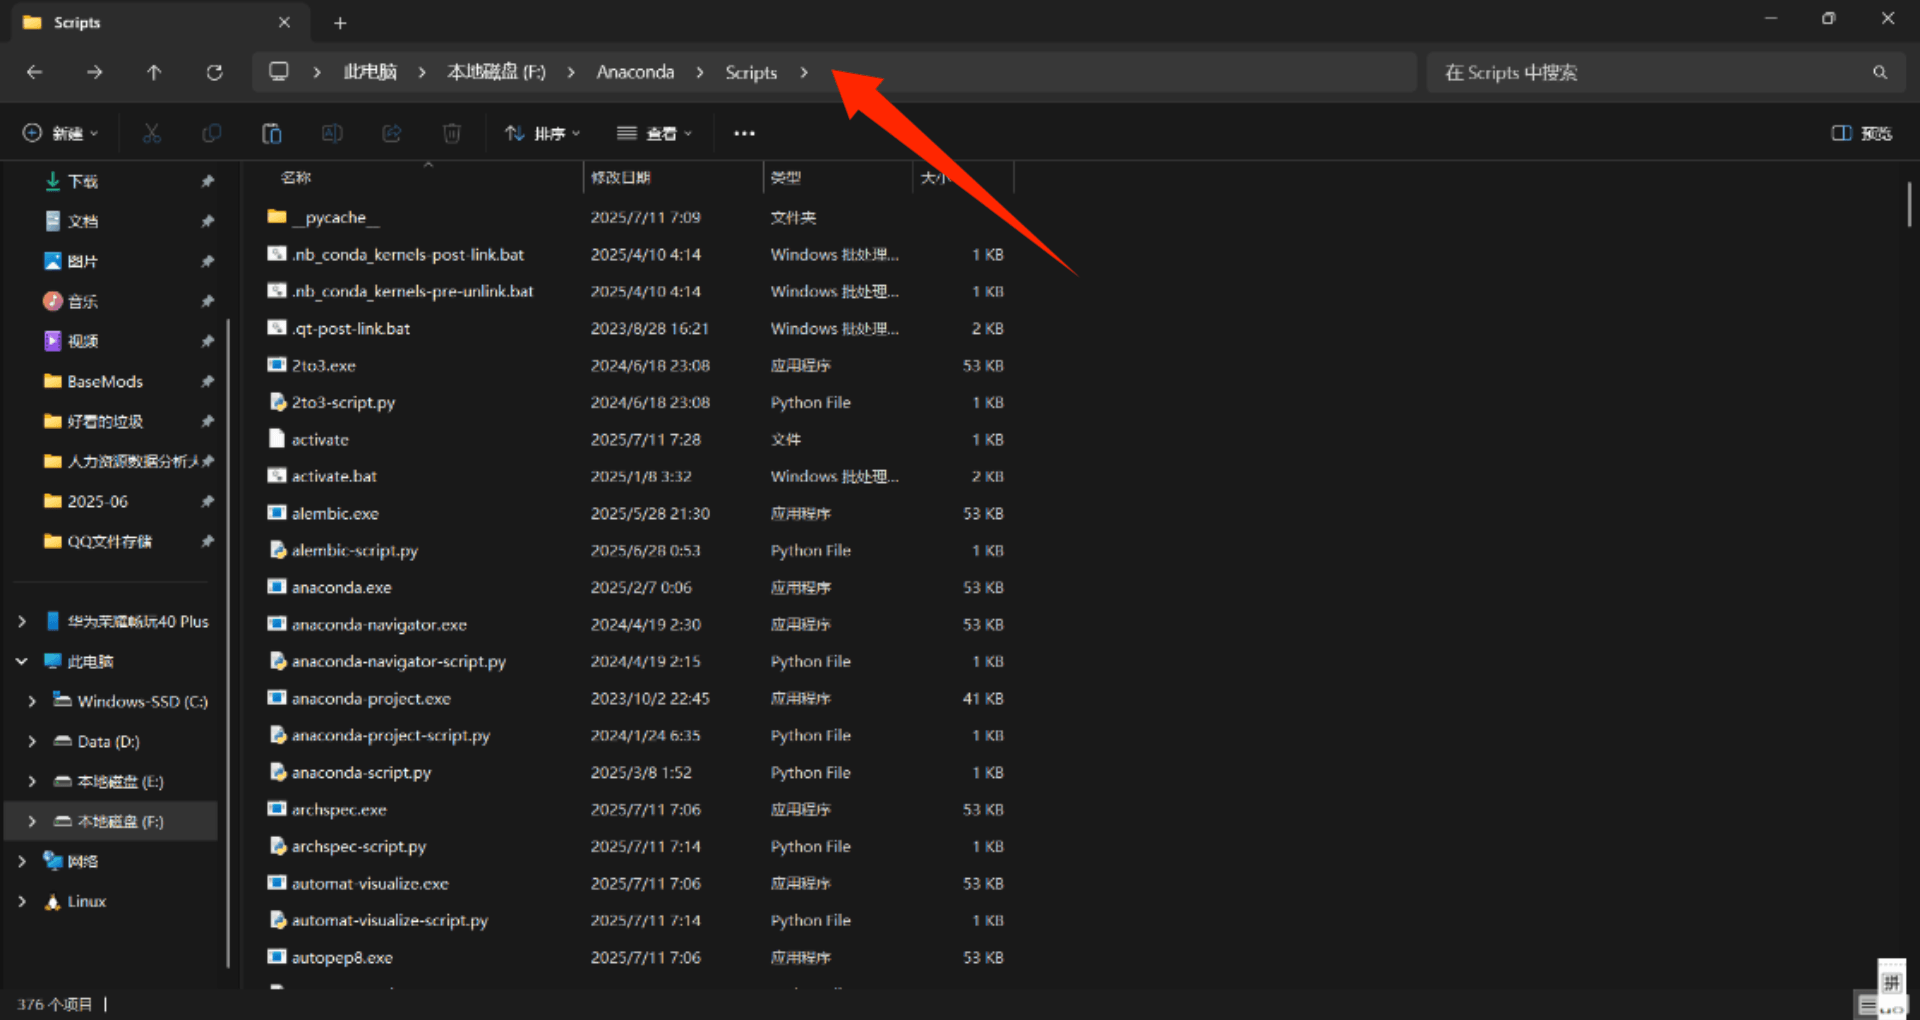 Scripts
此电脑 本地磁盘 (F:) Anaconda Scripts
在 Scripts 中搜索
新建 排序 查看 预览
名称 修改日期 类型 大小
下载
文档
图片
音乐
视频
BaseMods
好看的垃圾
人力资源数据分析
2025-06
QQ文件存储
华为荣耀畅玩40 Plus
此电脑
Windows-SSD (C:)
Data (D:)
本地磁盘 (E:)
本地磁盘 (F:)
网络
Linux
__pycache__ 2025/7/11 7:09 文件夹
.nb_conda_kernels-post-link.bat 2025/4/10 4:14 Windows 批处理... 1 KB
.nb_conda_kernels-pre-unlink.bat 2025/4/10 4:14 Windows 批处理... 1 KB
.qt-post-link.bat 2023/8/28 16:21 Windows 批处理... 2 KB
2to3.exe 2024/6/18 23:08 应用程序 53 KB
2to3-script.py 2024/6/18 23:08 Python File 1 KB
activate 2025/7/11 7:28 文件 1 KB
activate.bat 2025/1/8 3:32 Windows 批处理... 2 KB
alembic.exe 2025/5/28 21:30 应用程序 53 KB
alembic-script.py 2025/6/28 0:53 Python File 1 KB
anaconda.exe 2025/2/7 0:06 应用程序 53 KB
anaconda-navigator.exe 2024/4/19 2:30 应用程序 53 KB
anaconda-navigator-script.py 2024/4/19 2:15 Python File 1 KB
anaconda-project.exe 2023/10/2 22:45 应用程序 41 KB
anaconda-project-script.py 2024/1/24 6:35 Python File 1 KB
anaconda-script.py 2025/3/8 1:52 Python File 1 KB
archspec.exe 2025/7/11 7:06 应用程序 53 KB
archspec-script.py 2025/7/11 7:14 Python File 1 KB
automat-visualize.exe 2025/7/11 7:06 应用程序 53 KB
automat-visualize-script.py 2025/7/11 7:14 Python File 1 KB
autopep8.exe 2025/7/11 7:06 应用程序 53 KB
376 个项目
拼